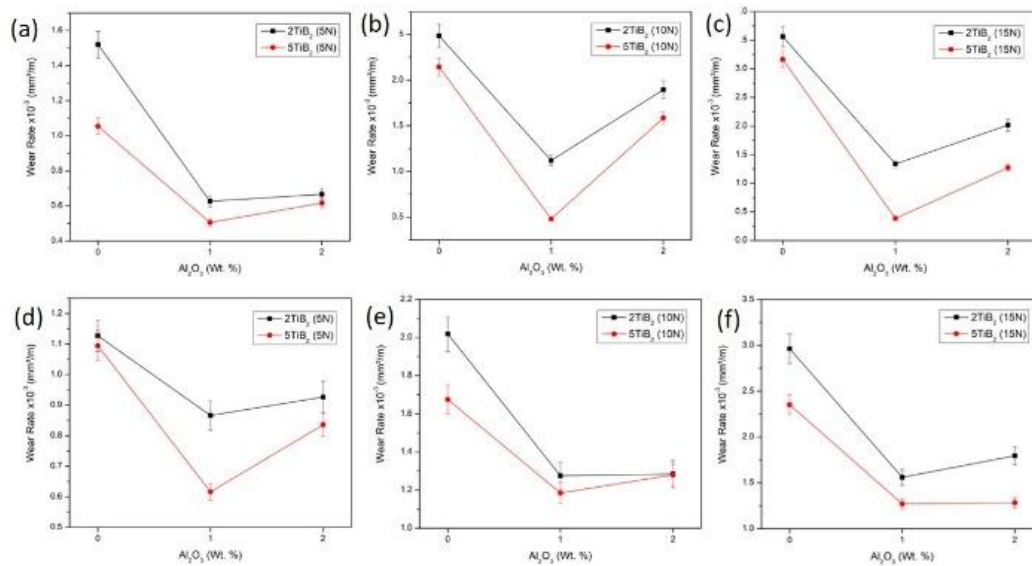 (a)
2TiB₂ (5N)
5TiB₂ (5N)
Wear Rate x10⁻³ (mm³/m)
1.6
1.4
1.2
1.0
0.8
0.6
0.4
0 1 2
Al₂O₃ (Wt. %)
(b)
2TiB₂ (10N)
5TiB₂ (10N)
Wear Rate x10⁻³ (mm³/m)
.5
2.0
1.5
1.0
0.5
0 1 2
Al₂O₃ (Wt. %)
(c)
2TiB₂ (15N)
5TiB₂ (15N)
Wear Rate x10⁻³ (mm³/m)
.0
3.5
3.0
2.5
2.0
1.5
1.0
0.5
0.0
0 1 2
Al₂O₃ (Wt. %)
(d)
2TiB₂ (5N)
5TiB₂ (5N)
Wear Rate x10⁻³ (mm³/m)
1.2
1.1
1.0
0.9
0.8
0.7
0.6
0.5
0 1 2
Al₂O₃ (Wt. %)
(e)
2TiB₂ (10N)
5TiB₂ (10N)
Wear Rate x10⁻³ (mm³/m)
2.2
2.0
1.8
1.6
1.4
1.2
1.0
0 1 2
Al₂O₃ (Wt. %)
(f)
2TiB₂ (15N)
5TiB₂ (15N)
Wear Rate x10⁻³ (mm³/m)
3.5
3.0
2.5
2.0
1.5
1.0
0 1 2
Al₂O₃ (Wt. %)